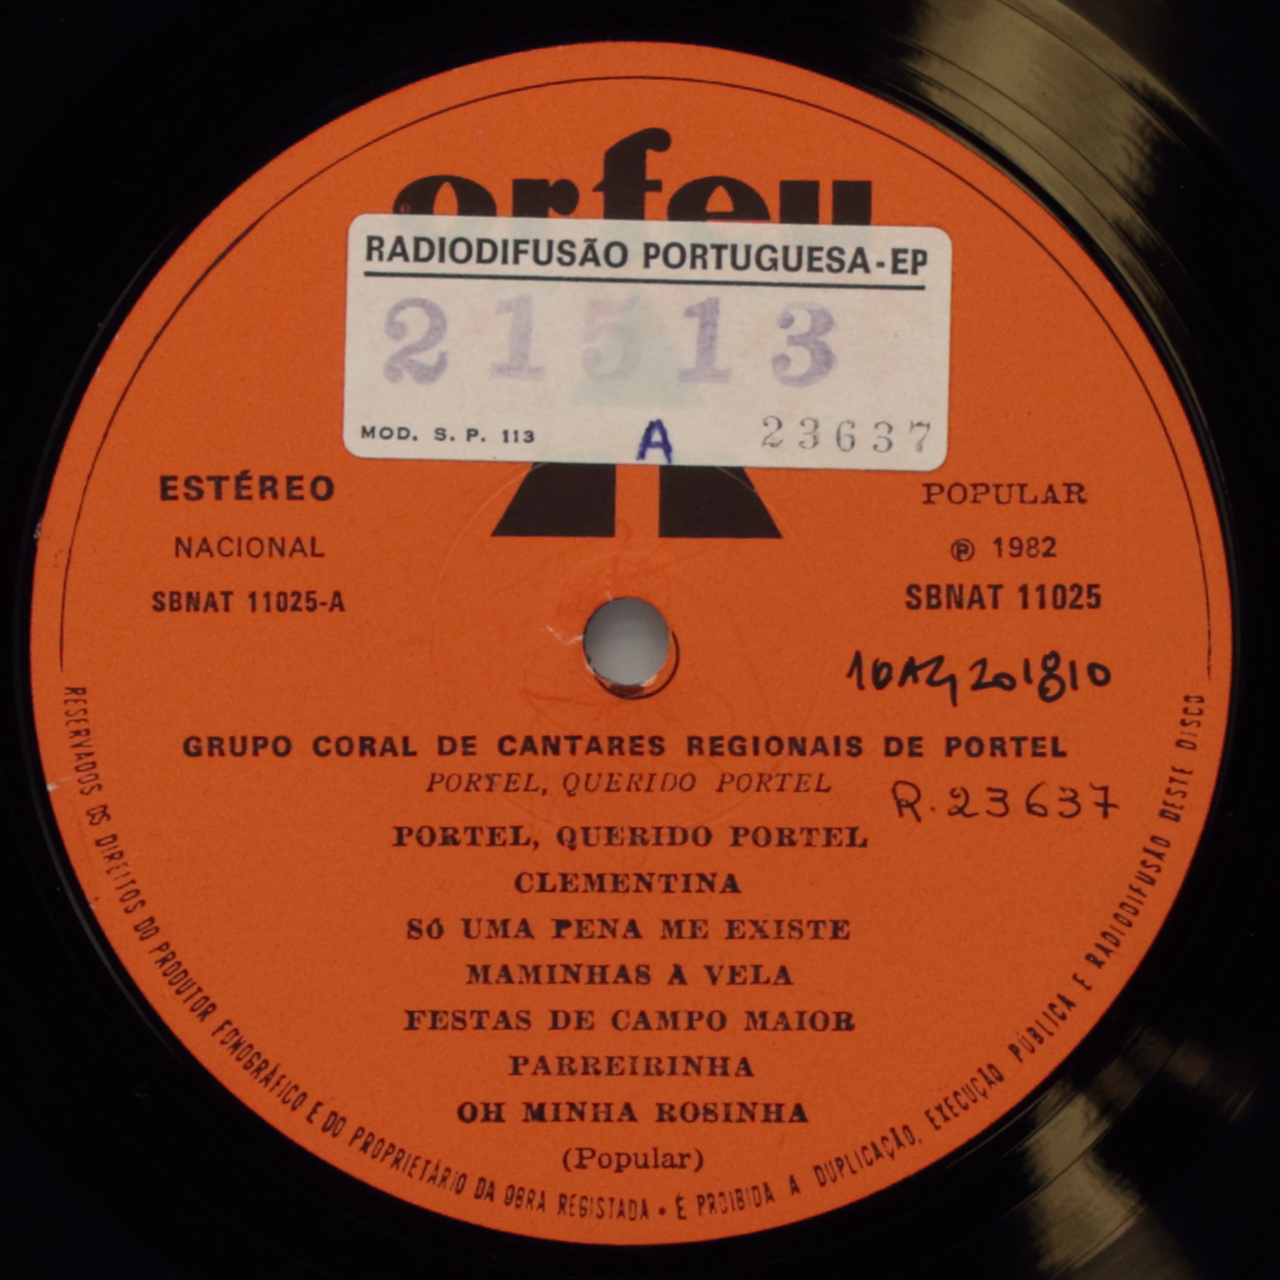 orfeu
RADIODIFUSÃO PORTUGUESA-EP
21513
MOD. S. P. 113
A
23637
ESTÉREO
NACIONAL
SBNAT 11025-A
POPULAR
℗ 1982
SBNAT 11025
GRUPO CORAL DE CANTARES REGIONAIS DE PORTEL
PORTEL, QUERIDO PORTEL
R. 23637
PORTEL, QUERIDO PORTEL
CLEMENTINA
SÓ UMA PENA ME EXISTE
MAMINHAS À VELA
FESTAS DE CAMPO MAIOR
PARREIRINHA
OH MINHA ROSINHA
(Popular)
RESERVADOS OS DIREITOS DO PRODUTOR FONOGRÁFICO E DO PROPRIETÁRIO DA OBRA REGISTADA • É PROIBIDA A DUPLICAÇÃO, EXECUÇÃO PÚBLICA E RADIODIFUSÃO DESTE DISCO